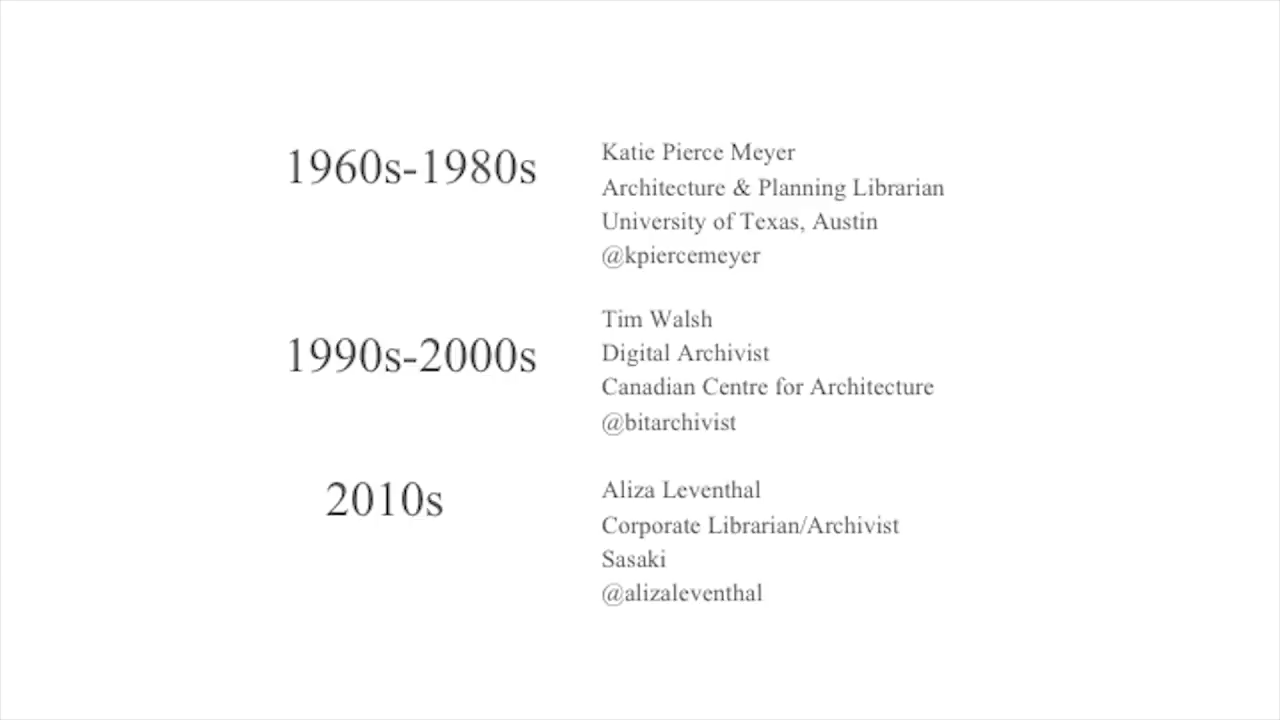 1960s-1980s
Katie Pierce Meyer
Architecture & Planning Librarian
University of Texas, Austin
@kpiercemeyer
1990s-2000s
Tim Walsh
Digital Archivist
Canadian Centre for Architecture
@bitarchivist
2010s
Aliza Leventhal
Corporate Librarian/Archivist
Sasaki
@alizaleventhal